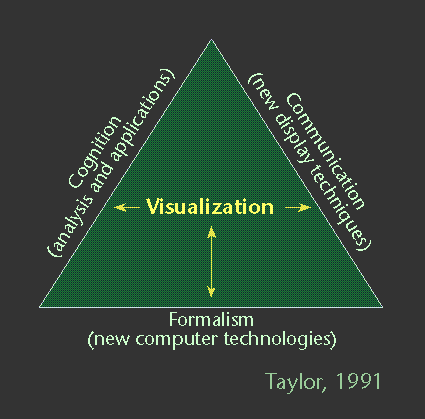 Cognition
(analysis and applications)
Communication
(new display techniques)
Visualization
Formalism
(new computer technologies)
Taylor, 1991